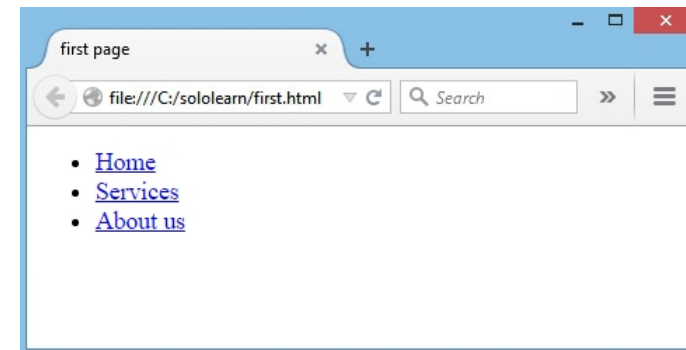 first page
file:///C:/sololearn/first.html Search
Home
Services
About us